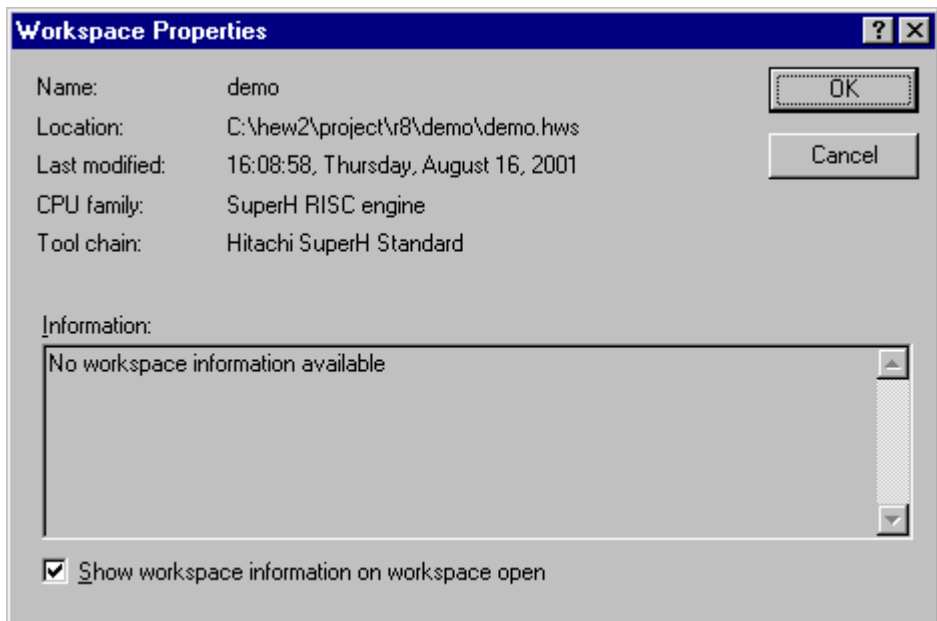 Workspace Properties
Name: demo
Location: C:\hew2\project\r8\demo\demo.hws
Last modified: 16:08:58, Thursday, August 16, 2001
CPU family: SuperH RISC engine
Tool chain: Hitachi SuperH Standard
OK
Cancel
Information:
No workspace information available
Show workspace information on workspace open